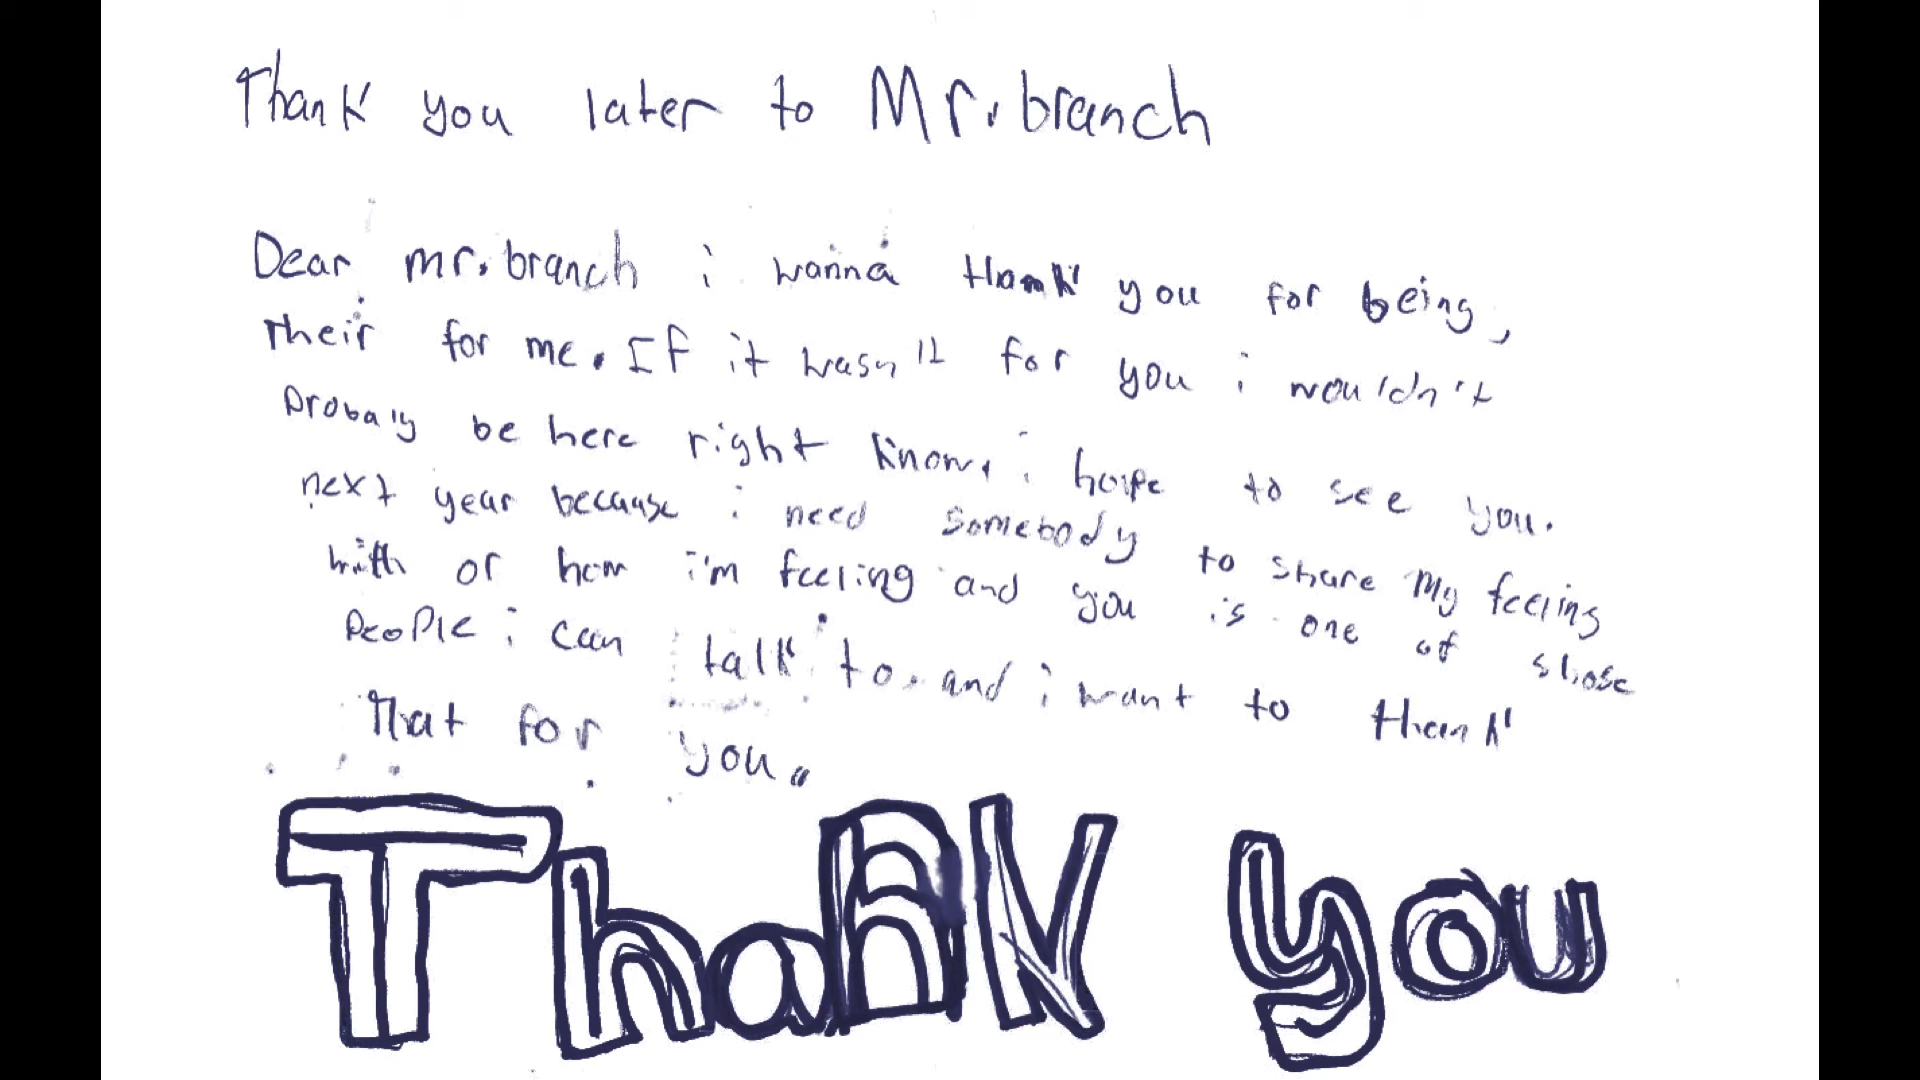 Thank you later to Mr. branch
Dear mr. branch i wanna thank you for being,
their for me. If it wasn't for you i wouldn't
probaly be here right know, i hope to see you.
next year because i need somebody to share my feeling
with or how i'm feeling and you is one of those
people i can talk to. and i want to thank
that for you.
Thank you